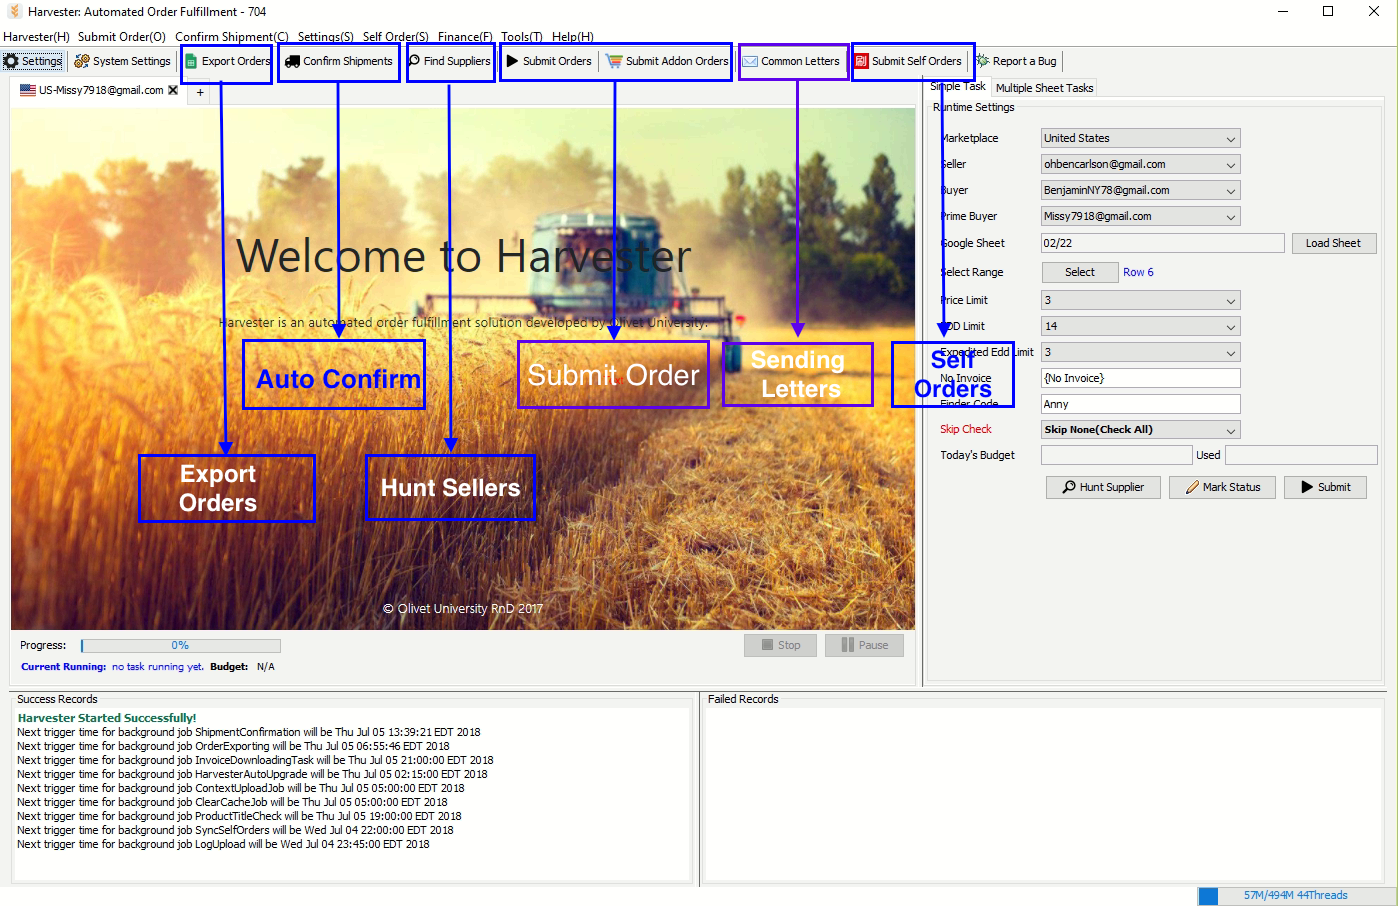 Harvester: Automated Order Fulfillment - 704
Harvester(H) Submit Order(O) Confirm Shipment(C) Settings(S) Self Order(S) Finance(F) Tools(T) Help(H)
Settings System Settings Export Orders Confirm Shipments Find Suppliers Submit Orders Submit Addon Orders Common Letters Submit Self Orders Report a Bug
US-Missy7918@gmail.com +
Simple Task Multiple Sheet Tasks
Runtime Settings
Marketplace United States
Seller ohbencarlson@gmail.com
Buyer BenjaminNY78@gmail.com
Prime Buyer Missy7918@gmail.com
Google Sheet 02/22 Load Sheet
Select Range Select Row 6
Price Limit 3
EDD Limit 14
Expedited Edd Limit 3
No Invoice {No Invoice}
Finder Code Anny
Skip Check Skip None(Check All)
Today's Budget Used
Hunt Supplier Mark Status Submit
Welcome to Harvester
Harvester is an automated order fulfillment solution developed by Olivet University.
Auto Confirm
Submit Order
Sending
Letters
Self
Orders
Export
Orders
Hunt Sellers
© Olivet University RnD 2017
Progress: 0% Stop Pause
Current Running: no task running yet. Budget: N/A
Success Records
Harvester Started Successfully!
Next trigger time for background job ShipmentConfirmation will be Thu Jul 05 13:39:21 EDT 2018
Next trigger time for background job OrderExporting will be Thu Jul 05 06:55:46 EDT 2018
Next trigger time for background job InvoiceDownloadingTask will be Thu Jul 05 21:00:00 EDT 2018
Next trigger time for background job HarvesterAutoUpgrade will be Thu Jul 05 02:15:00 EDT 2018
Next trigger time for background job ContextUploadJob will be Thu Jul 05 05:00:00 EDT 2018
Next trigger time for background job ClearCacheJob will be Thu Jul 05 05:00:00 EDT 2018
Next trigger time for background job ProductTitleCheck will be Thu Jul 05 19:00:00 EDT 2018
Next trigger time for background job SyncSelfOrders will be Wed Jul 04 22:00:00 EDT 2018
Next trigger time for background job LogUpload will be Wed Jul 04 23:45:00 EDT 2018
Failed Records
57M/494M 44Threads